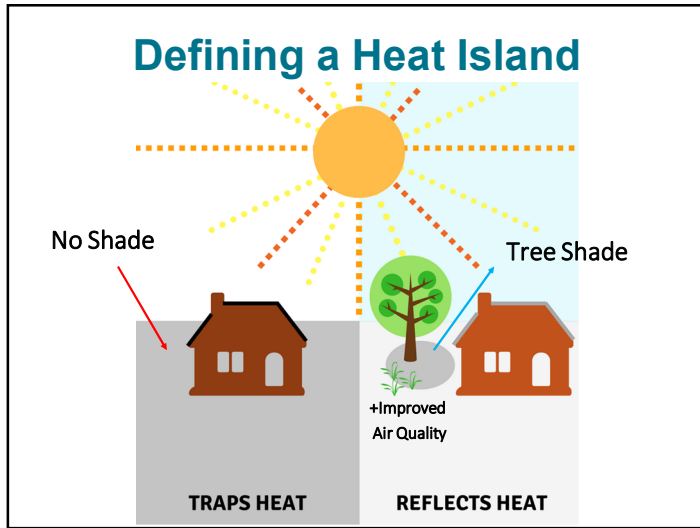 Defining a Heat Island
No Shade
Tree Shade
+Improved
Air Quality
TRAPS HEAT
REFLECTS HEAT